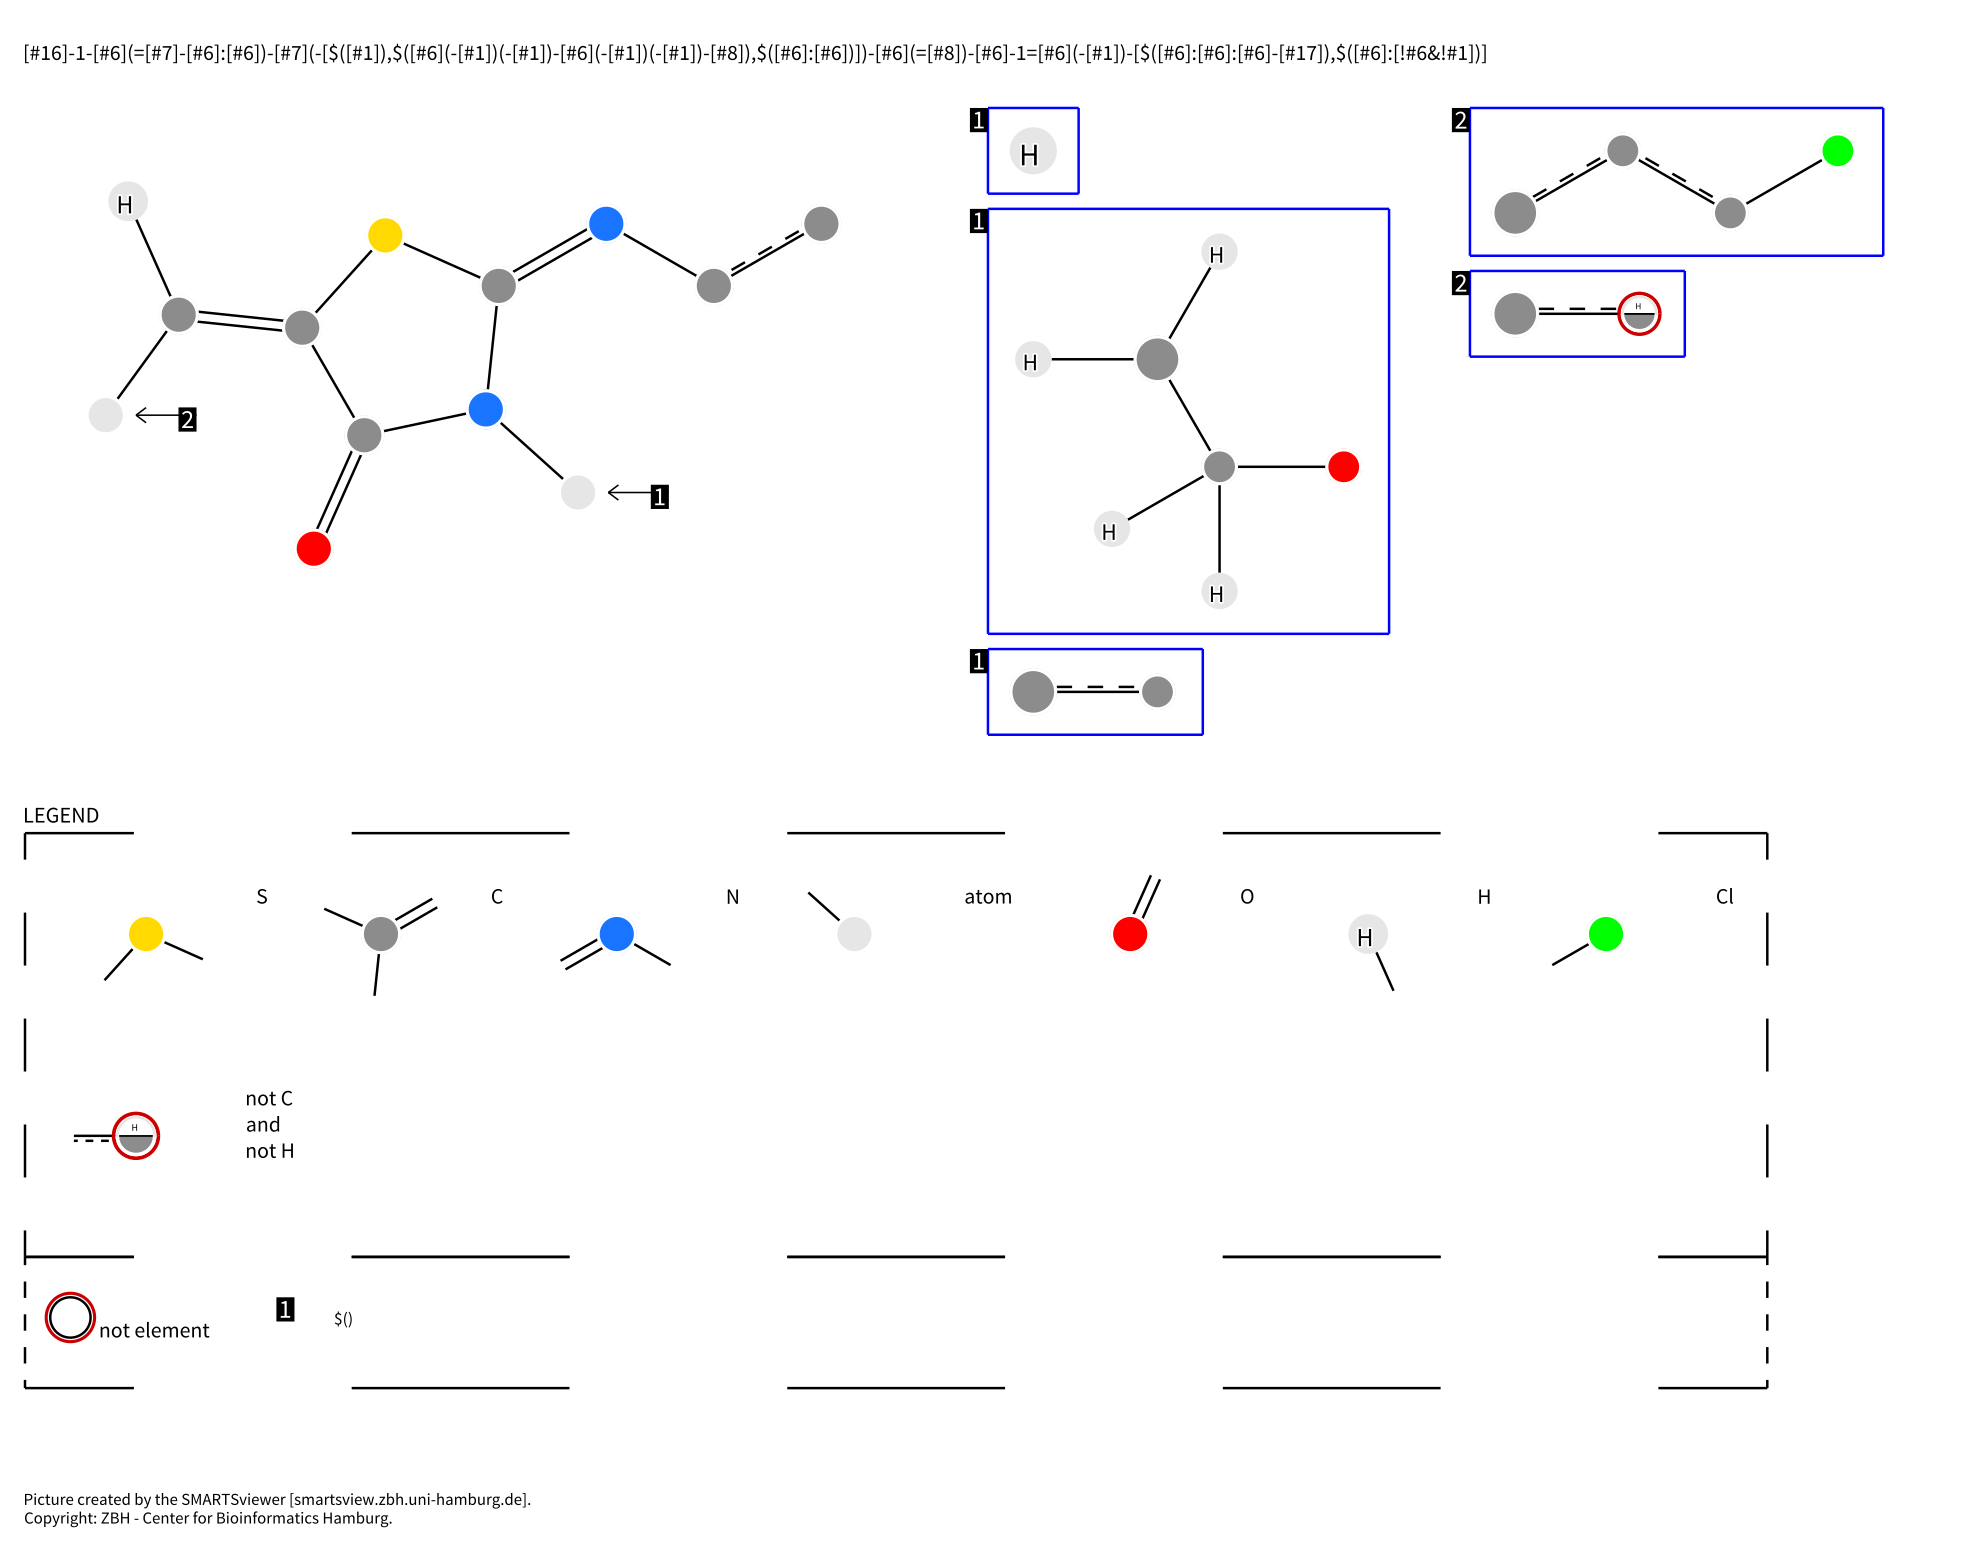 [#16]-1-[#6](=[#7]-[#6]:[#6])-[#7](-[$([#1]),$([#6](-[#1])(-[#1])-[#6](-[#1])(-[#1])-[#8]),$([#6]:[#6])])-[#6](=[#8])-[#6]-1=[#6](-[#1])-[$([#6]:[#6]:[#6]-[#17]),$([#6]:[!#6&!#1])]
1
H
2
H
1
H
2
H
H
2
1
H
H
1
LEGEND
S
C
N
atom
O
H
Cl
H
H
not C
and
not H
not element
1
$()
Picture created by the SMARTSviewer [smartsview.zbh.uni-hamburg.de].
Copyright: ZBH - Center for Bioinformatics Hamburg.